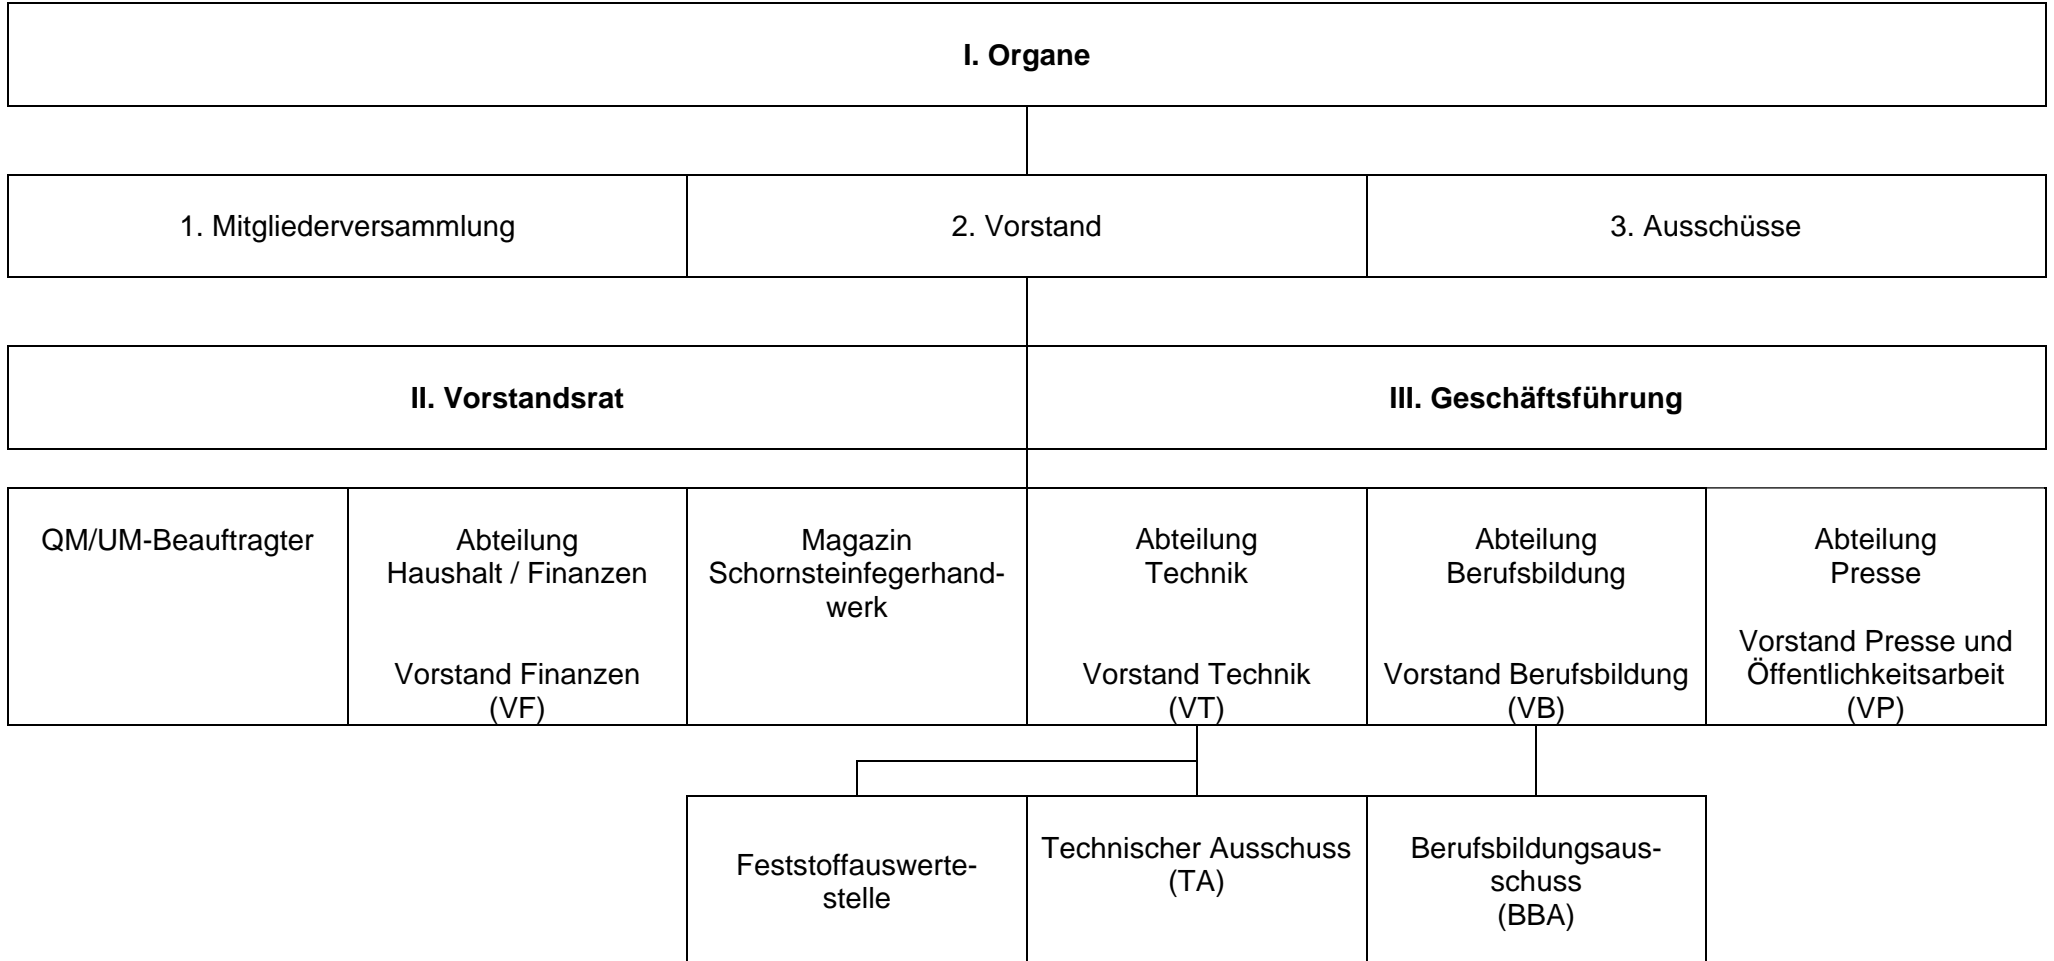 I. Organe
1. Mitgliederversammlung
2. Vorstand
3. Ausschüsse
II. Vorstandsrat
III. Geschäftsführung
QM/UM-Beauftragter
Abteilung
Haushalt / Finanzen
Vorstand Finanzen
(VF)
Magazin
Schornsteinfegerhand-
werk
Abteilung
Technik
Vorstand Technik
(VT)
Abteilung
Berufsbildung
Vorstand Berufsbildung
(VB)
Abteilung
Presse
Vorstand Presse und
Öffentlichkeitsarbeit
(VP)
Feststoffauswerte-
stelle
Technischer Ausschuss
(TA)
Berufsbildungsaus-
schuss
(BBA)